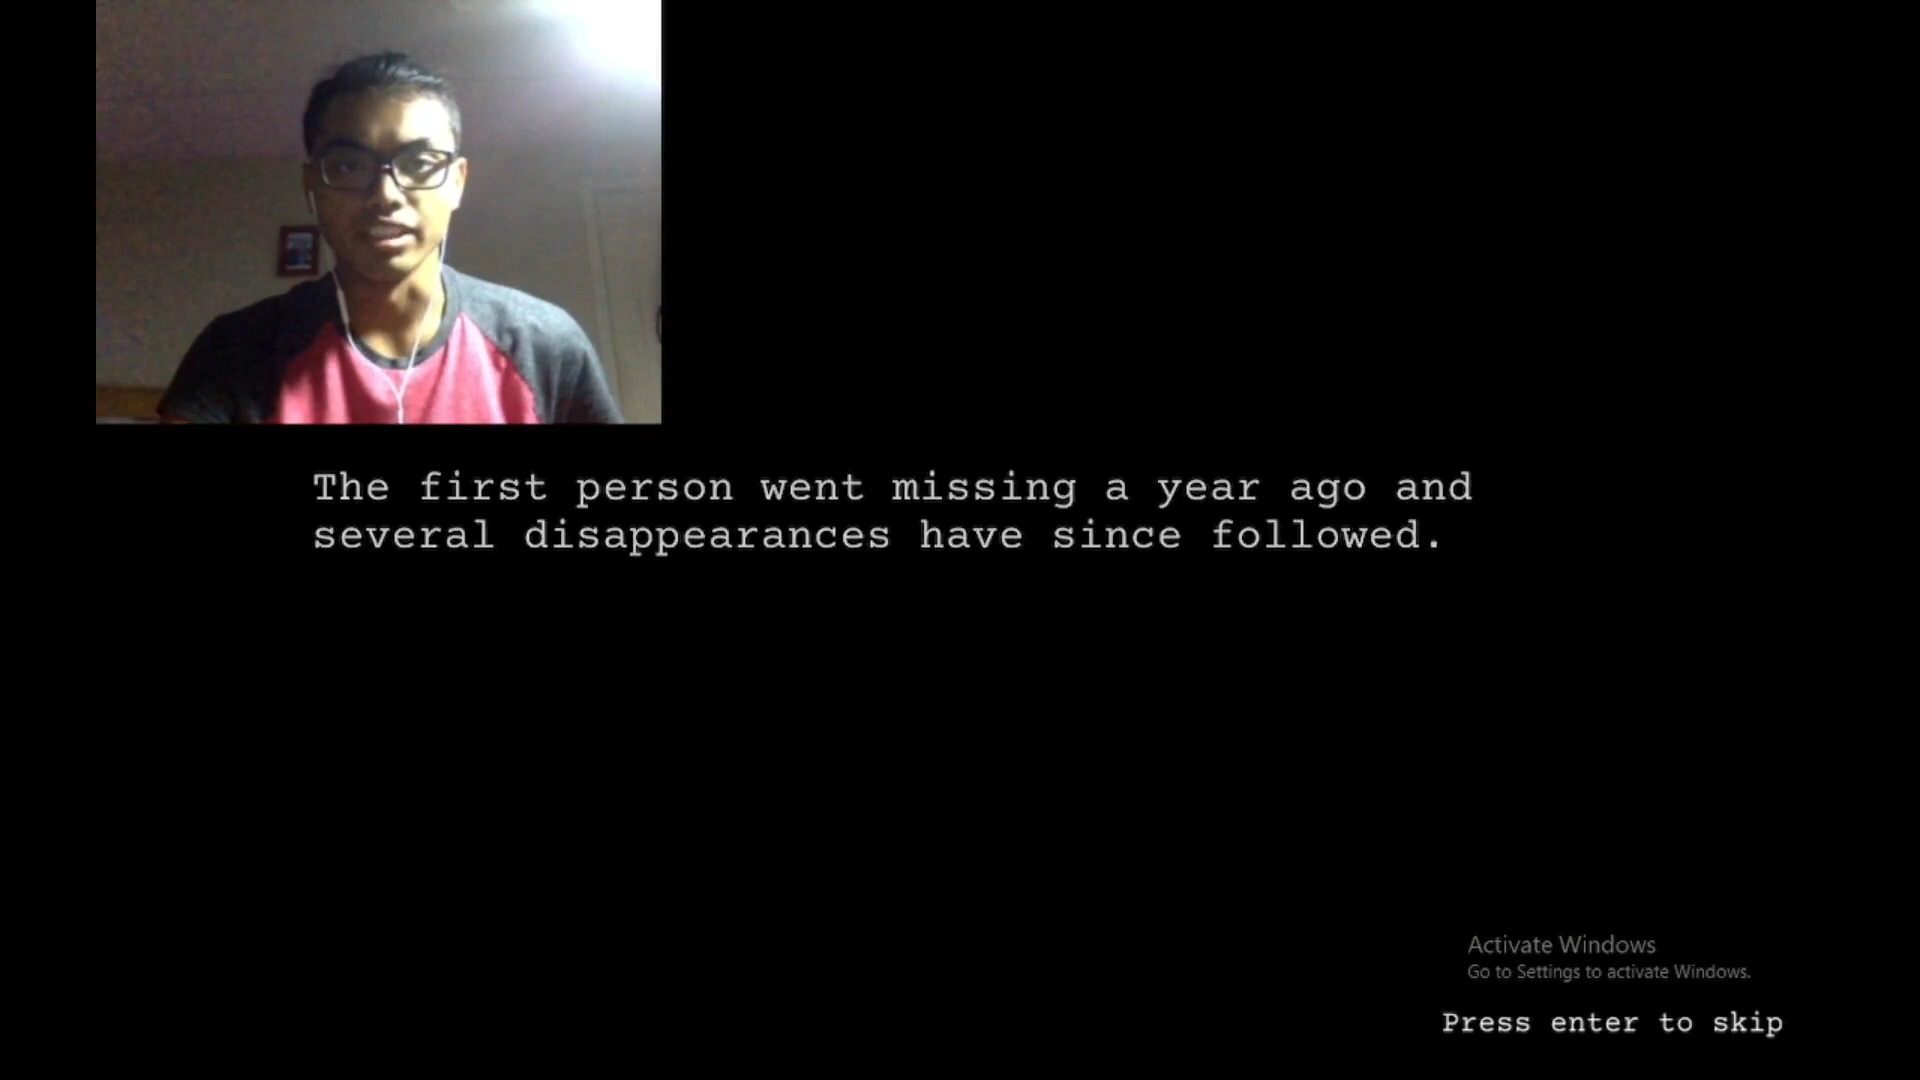 The first person went missing a year ago and
several disappearances have since followed.
Activate Windows
Go to Settings to activate Windows.
Press enter to skip